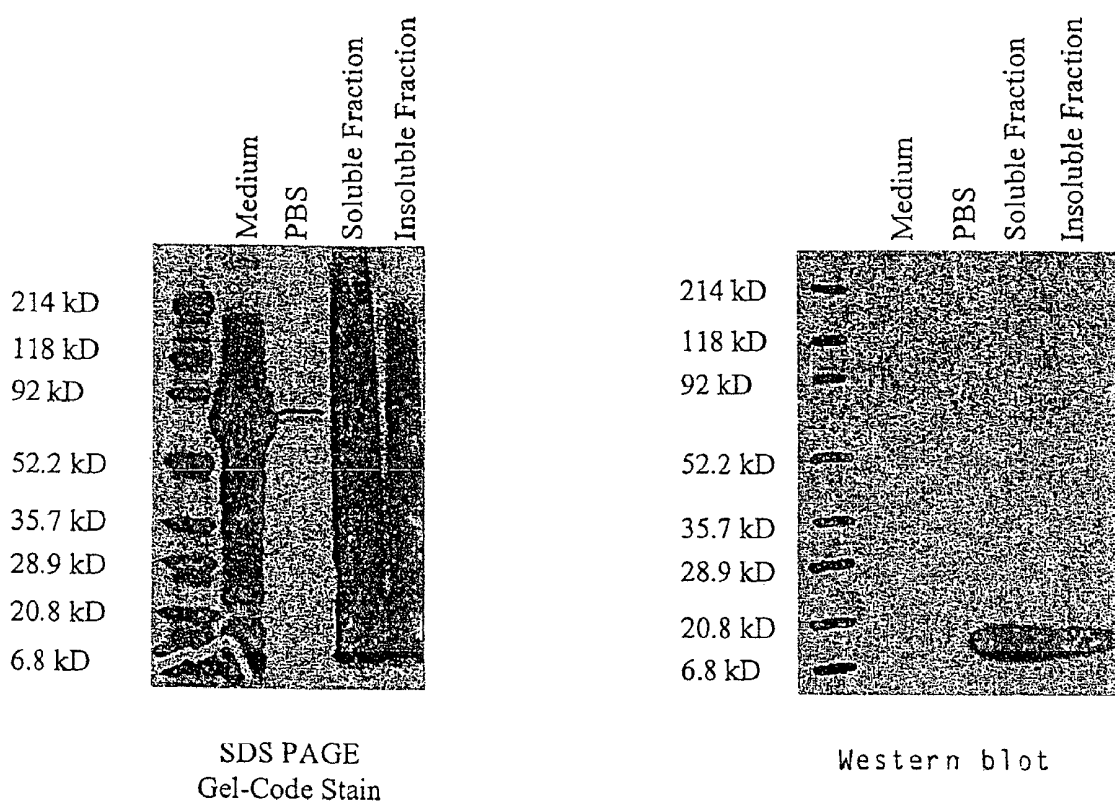 Medium
PBS
Soluble Fraction
Insoluble Fraction
214 kD
118 kD
92 kD
52.2 kD
35.7 kD
28.9 kD
20.8 kD
6.8 kD
SDS PAGE
Gel-Code Stain
Medium
PBS
Soluble Fraction
Insoluble Fraction
214 kD
118 kD
92 kD
52.2 kD
35.7 kD
28.9 kD
20.8 kD
6.8 kD
Western blot